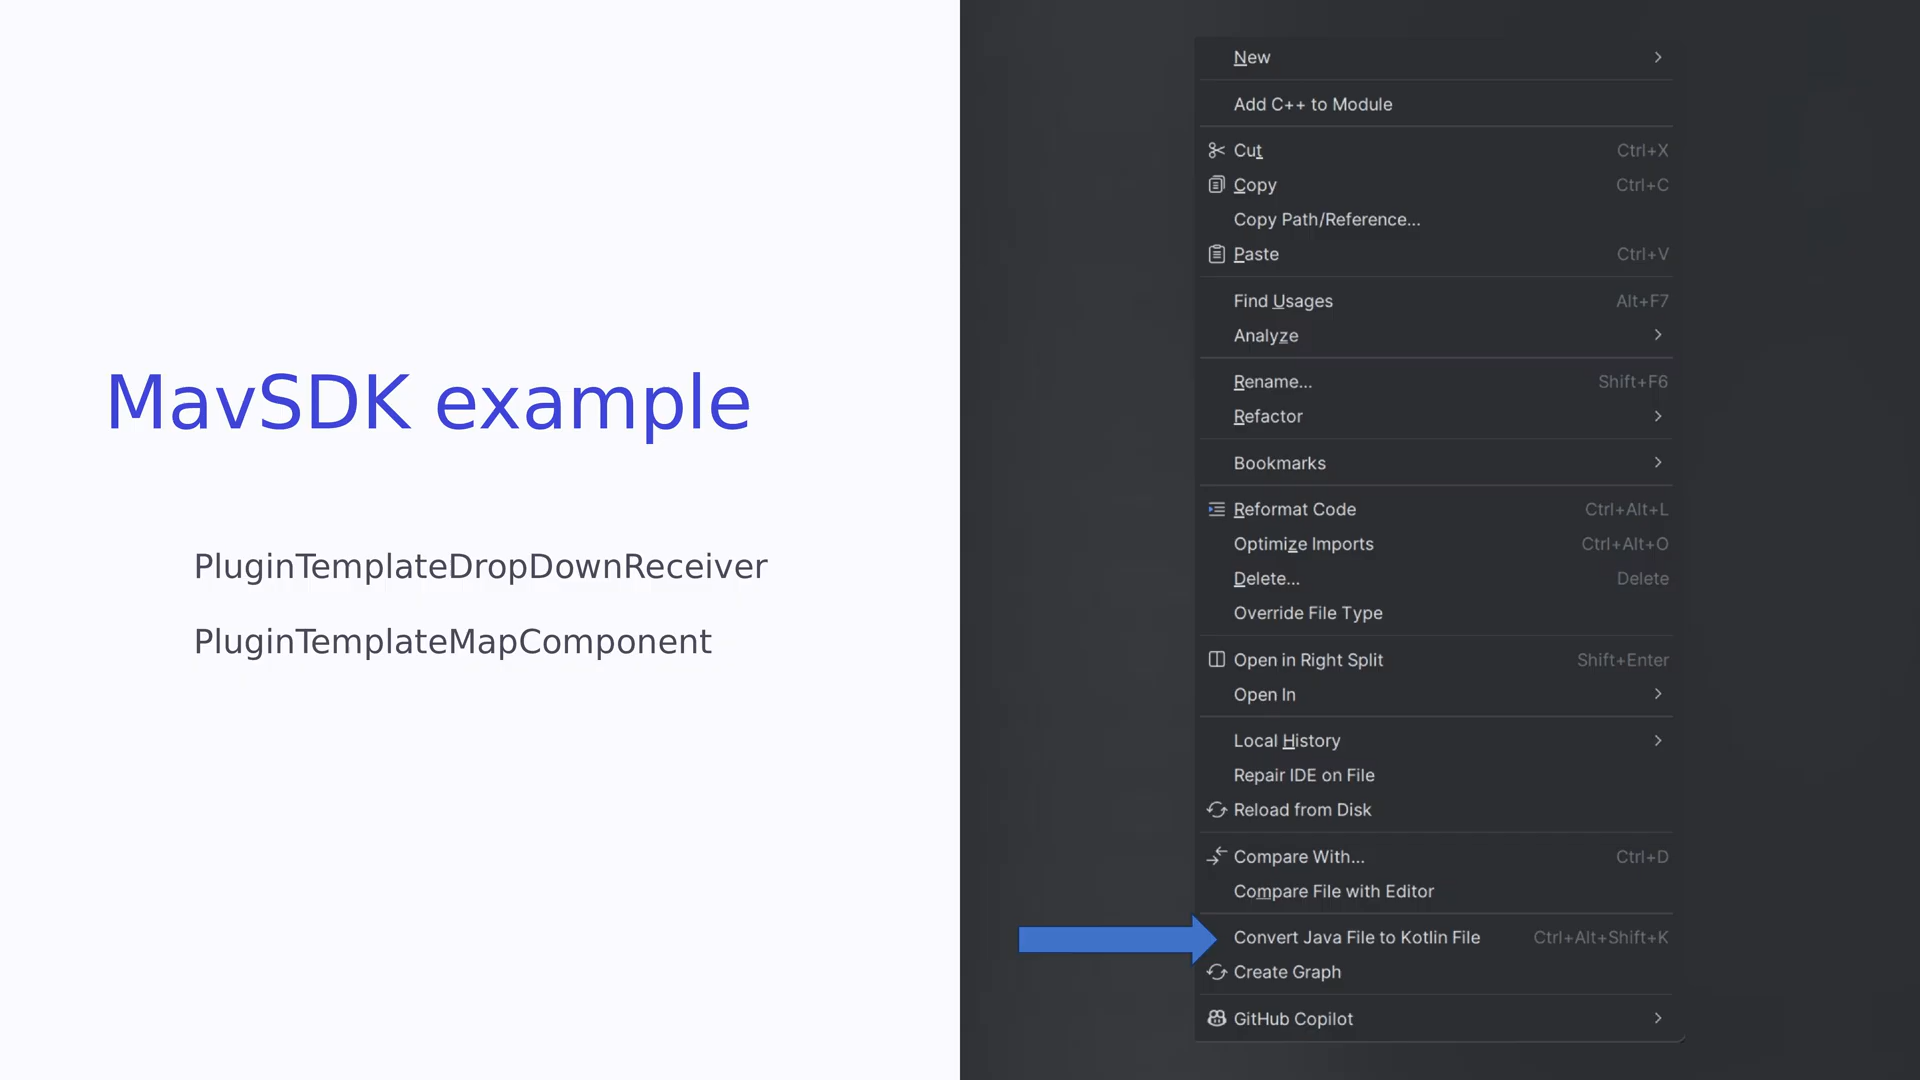 MavSDK example
PluginTemplateDropDownReceiver
PluginTemplateMapComponent
New
Add C++ to Module
Cut Ctrl+X
Copy Ctrl+C
Copy Path/Reference...
Paste Ctrl+V
Find Usages Alt+F7
Analyze
Rename... Shift+F6
Refactor
Bookmarks
Reformat Code Ctrl+Alt+L
Optimize Imports Ctrl+Alt+O
Delete... Delete
Override File Type
Open in Right Split Shift+Enter
Open In
Local History
Repair IDE on File
Reload from Disk
Compare With... Ctrl+D
Compare File with Editor
Convert Java File to Kotlin File Ctrl+Alt+Shift+K
Create Graph
GitHub Copilot